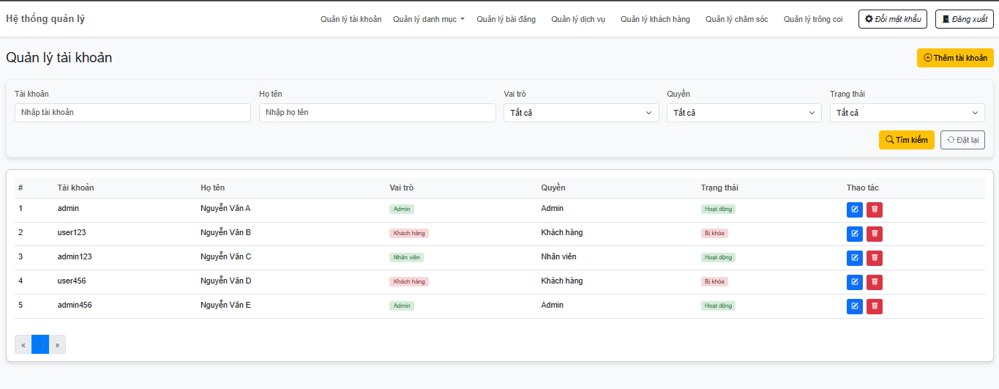 Hệ thống quản lý Quản lý tài khoản Quản lý danh mục Quản lý bài đăng Quản lý dịch vụ Quản lý khách hàng Quản lý chăm sóc Quản lý trông coi Đổi mật khẩu Đăng xuất
Quản lý tài khoản Thêm tài khoản
Tài khoản Họ tên Vai trò Quyền Trạng thái
Nhập tài khoản Nhập họ tên Tất cả Tất cả Tất cả
Tìm kiếm Đặt lại
# Tài khoản Họ tên Vai trò Quyền Trạng thái Thao tác
1 admin Nguyễn Văn A Admin Admin Hoạt động
2 user123 Nguyễn Văn B Khách hàng Khách hàng Bị khóa
3 admin123 Nguyễn Văn C Nhân viên Nhân viên Hoạt động
4 user456 Nguyễn Văn D Khách hàng Khách hàng Bị khóa
5 admin456 Nguyễn Văn E Admin Admin Hoạt động
« 1 »